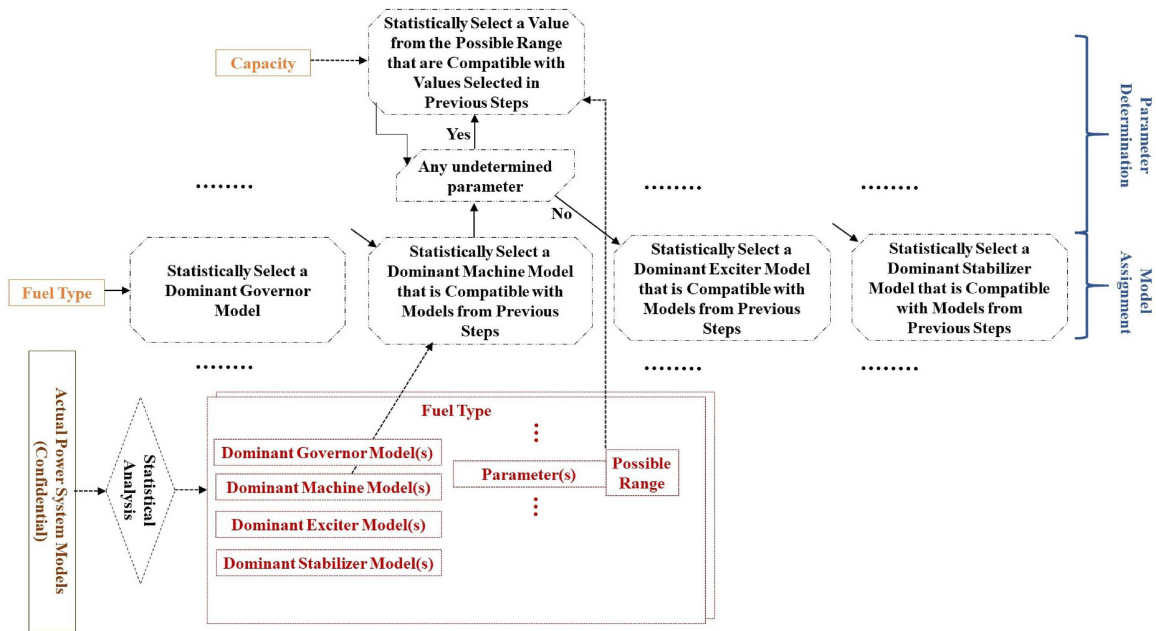 Statistically Select a Value
from the Possible Range
that are Compatible with
Values Selected in
Previous Steps
Capacity
Yes
Any undetermined
parameter
No
........
........
........
Parameter
Determination
Fuel Type
Statistically Select a
Dominant Governor
Model
Statistically Select a
Dominant Machine Model
that is Compatible with
Models from Previous
Steps
Statistically Select a
Dominant Exciter Model
that is Compatible with
Models from Previous
Steps
Statistically Select a
Dominant Stabilizer
Model that is Compatible
with Models from
Previous Steps
Model
Assignment
........
........
........
Actual Power System Models
(Confidential)
Statistical
Analysis
Fuel Type
Dominant Governor Model(s)
Dominant Machine Model(s)
Dominant Exciter Model(s)
Dominant Stabilizer Model(s)
...
Parameter(s)
...
Possible
Range